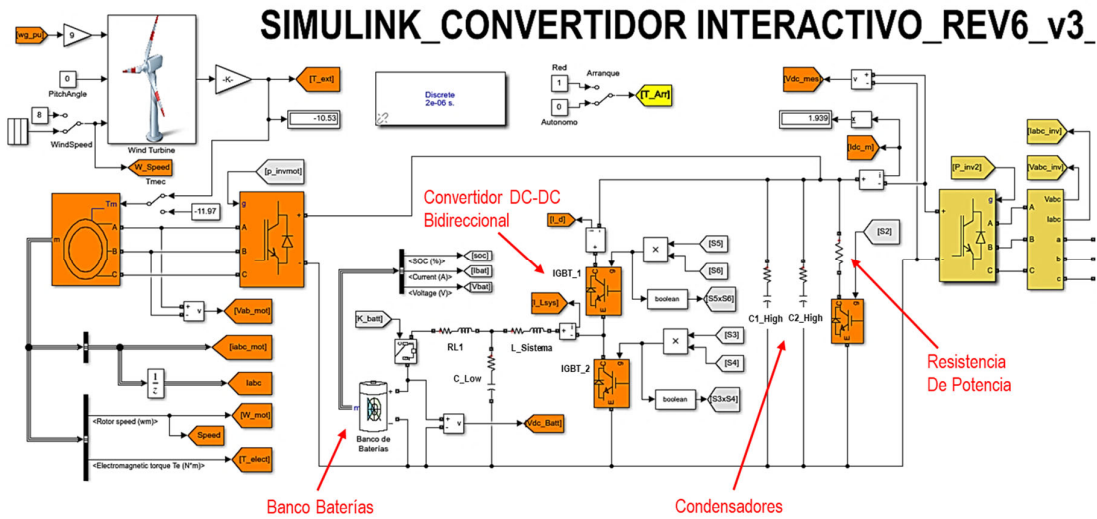 SIMULINK_CONVERTIDOR INTERACTIVO_REV6_v3_
[wg_pu]
9
0
PitchAngle
8
WindSpeed
Wind Turbine
-K-
[T_ext]
-10.53
[W_Speed]
Tmec
[p_invmot]
Discrete
2e-06 s.
Red
1
Arranque
0
Autonomo
[T_Arr]
[Vdc_mes]
v
+
-
1.939
x
[Idc_m]
+
i
-
[P_inv2]
[Iabc_inv]
[Vabc_inv]
Tm
m
A
B
C
-11.97
g
A
B
C
+
-
Convertidor DC-DC
Bidireccional
[I_d]
[S5]
[S6]
×
IGBT_1
g
C
E
boolean
[S5xS6]
[S2]
g
+
-
A
B
C
A
B
C
Vabc
Iabc
a
b
c
<SOC (%)>
[soc]
<Current (A)>
[Ibat]
<Voltage (V)>
[Vbat]
[I_Lsys]
C1_High
C2_High
g
C
E
+
-
v
[Vab_mot]
[K_batt]
RL1
L_Sistema
+
i
-
[S3]
[S4]
×
IGBT_2
g
C
E
boolean
[S3xS4]
Resistencia
De Potencia
[iabc_mot]
1
z
Iabc
C_Low
m
+
-
Banco de
Baterías
+
-
v
[Vdc_Batt]
<Rotor speed (wm)>
[W_mot]
Speed
<Electromagnetic torque Te (N*m)>
[T_elect]
Banco Baterías
Condensadores